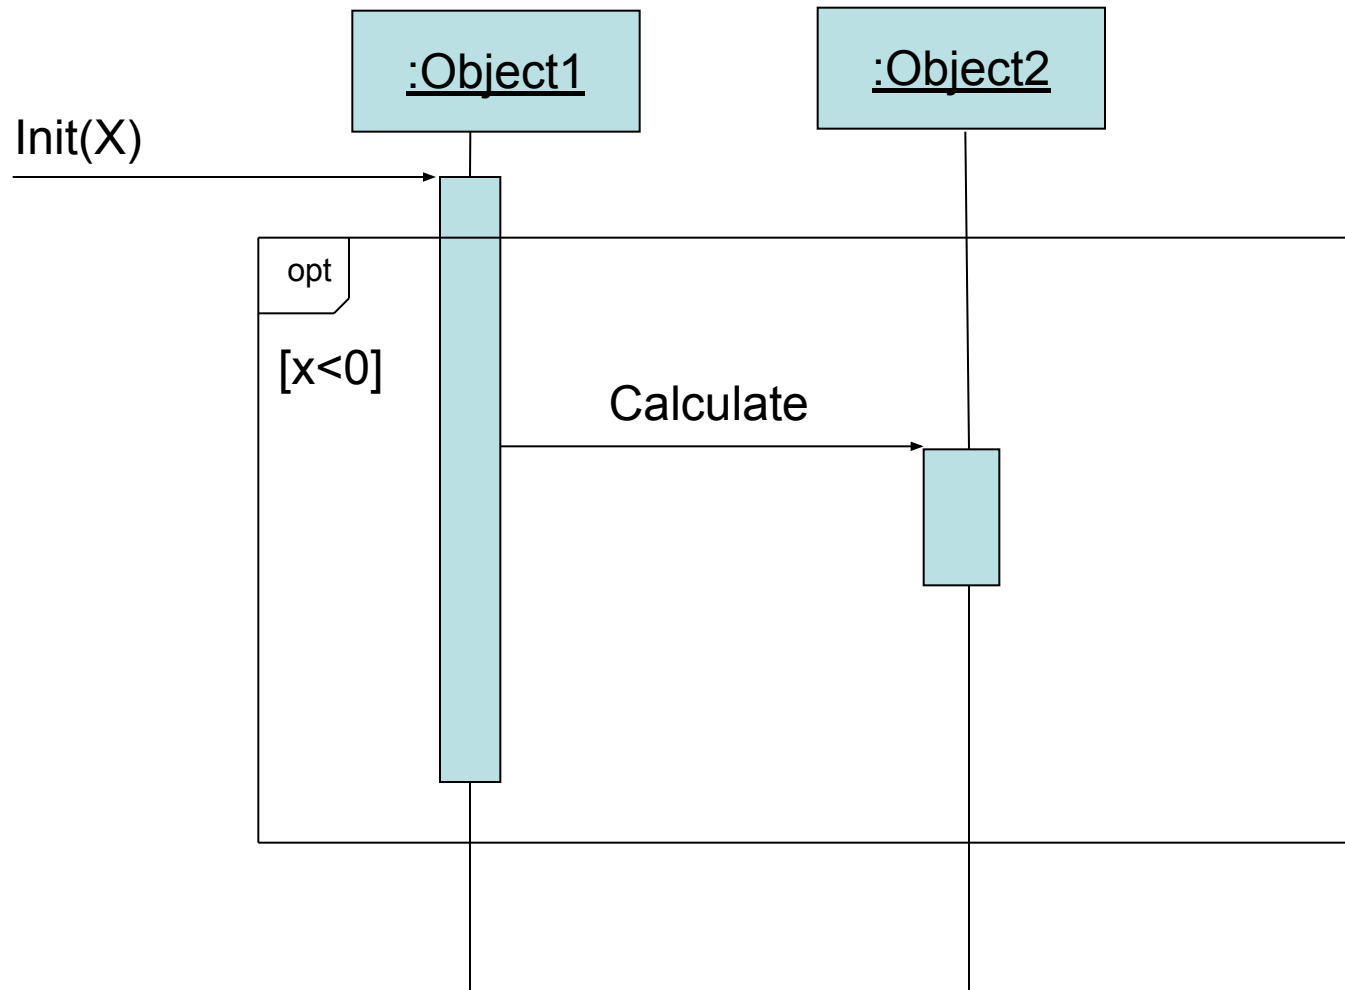 :Object1
:Object2
Init(X)
opt
[x<0]
Calculate